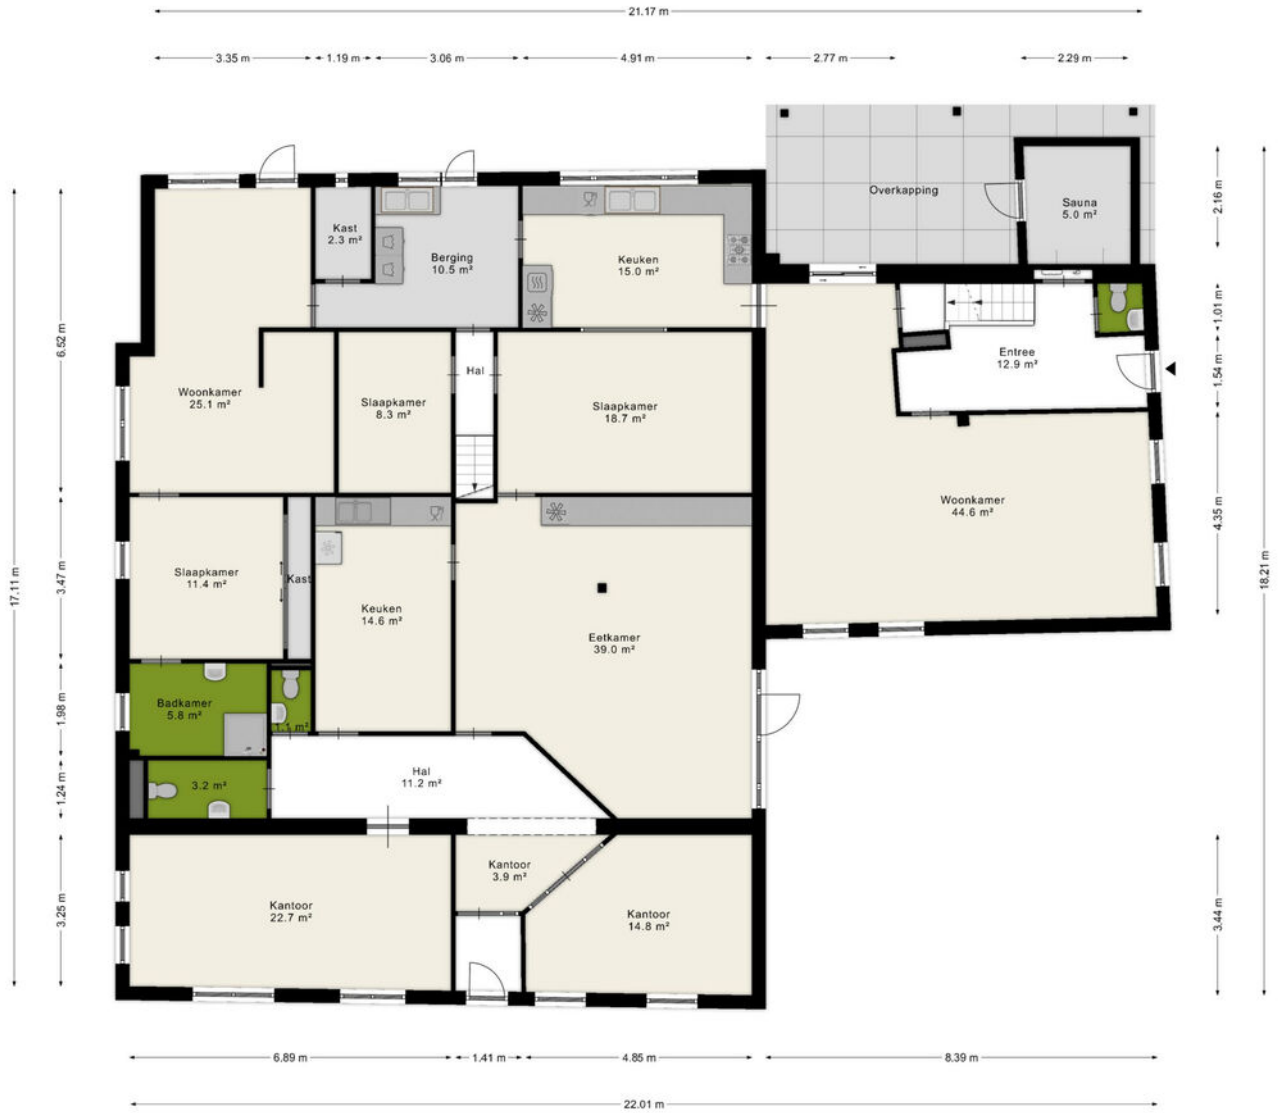 21.17 m
3.35 m
1.19 m
3.06 m
4.91 m
2.77 m
2.29 m
Overkapping
Sauna
5.0 m²
Kast
2.3 m²
Berging
10.5 m²
Keuken
15.0 m²
Entree
12.9 m²
Hal
Woonkamer
25.1 m²
Slaapkamer
8.3 m²
Slaapkamer
18.7 m²
Woonkamer
44.6 m²
Slaapkamer
11.4 m²
Kast
Keuken
14.6 m²
Eetkamer
39.0 m²
Badkamer
5.8 m²
1.1 m²
3.2 m²
Hal
11.2 m²
Kantoor
22.7 m²
Kantoor
3.9 m²
Kantoor
14.8 m²
17.11 m
6.52 m
3.47 m
1.98 m
1.24 m
3.25 m
2.16 m
1.01 m
1.54 m
4.35 m
3.44 m
18.21 m
6.89 m
1.41 m
4.85 m
8.39 m
22.01 m